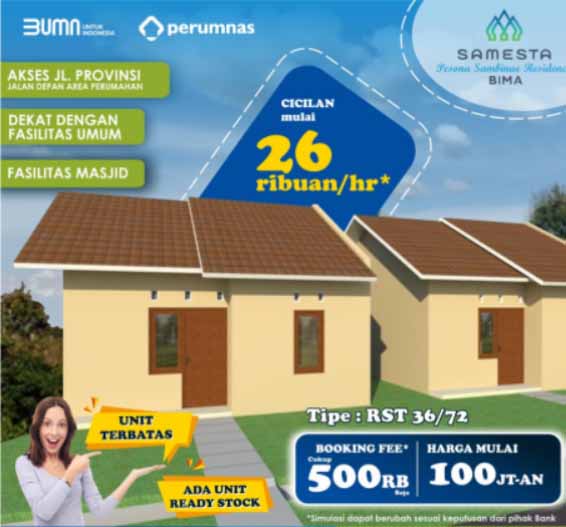 BUMN UNTUK INDONESIA
perumnas
SAMESTA
Pesona Sambinae Residence
BIMA
AKSES JL. PROVINSI
JALAN DEPAN AREA PERUMAHAN
DEKAT DENGAN
FASILITAS UMUM
FASILITAS MASJID
CICILAN
mulai
26
ribuan/hr*
UNIT
TERBATAS
ADA UNIT
READY STOCK
Tipe : RST 36/72
BOOKING FEE*
Cukup
500RB
Saja
HARGA MULAI
100JT-AN
*Simulasi dapat berubah sesuai keputusan dari pihak Bank